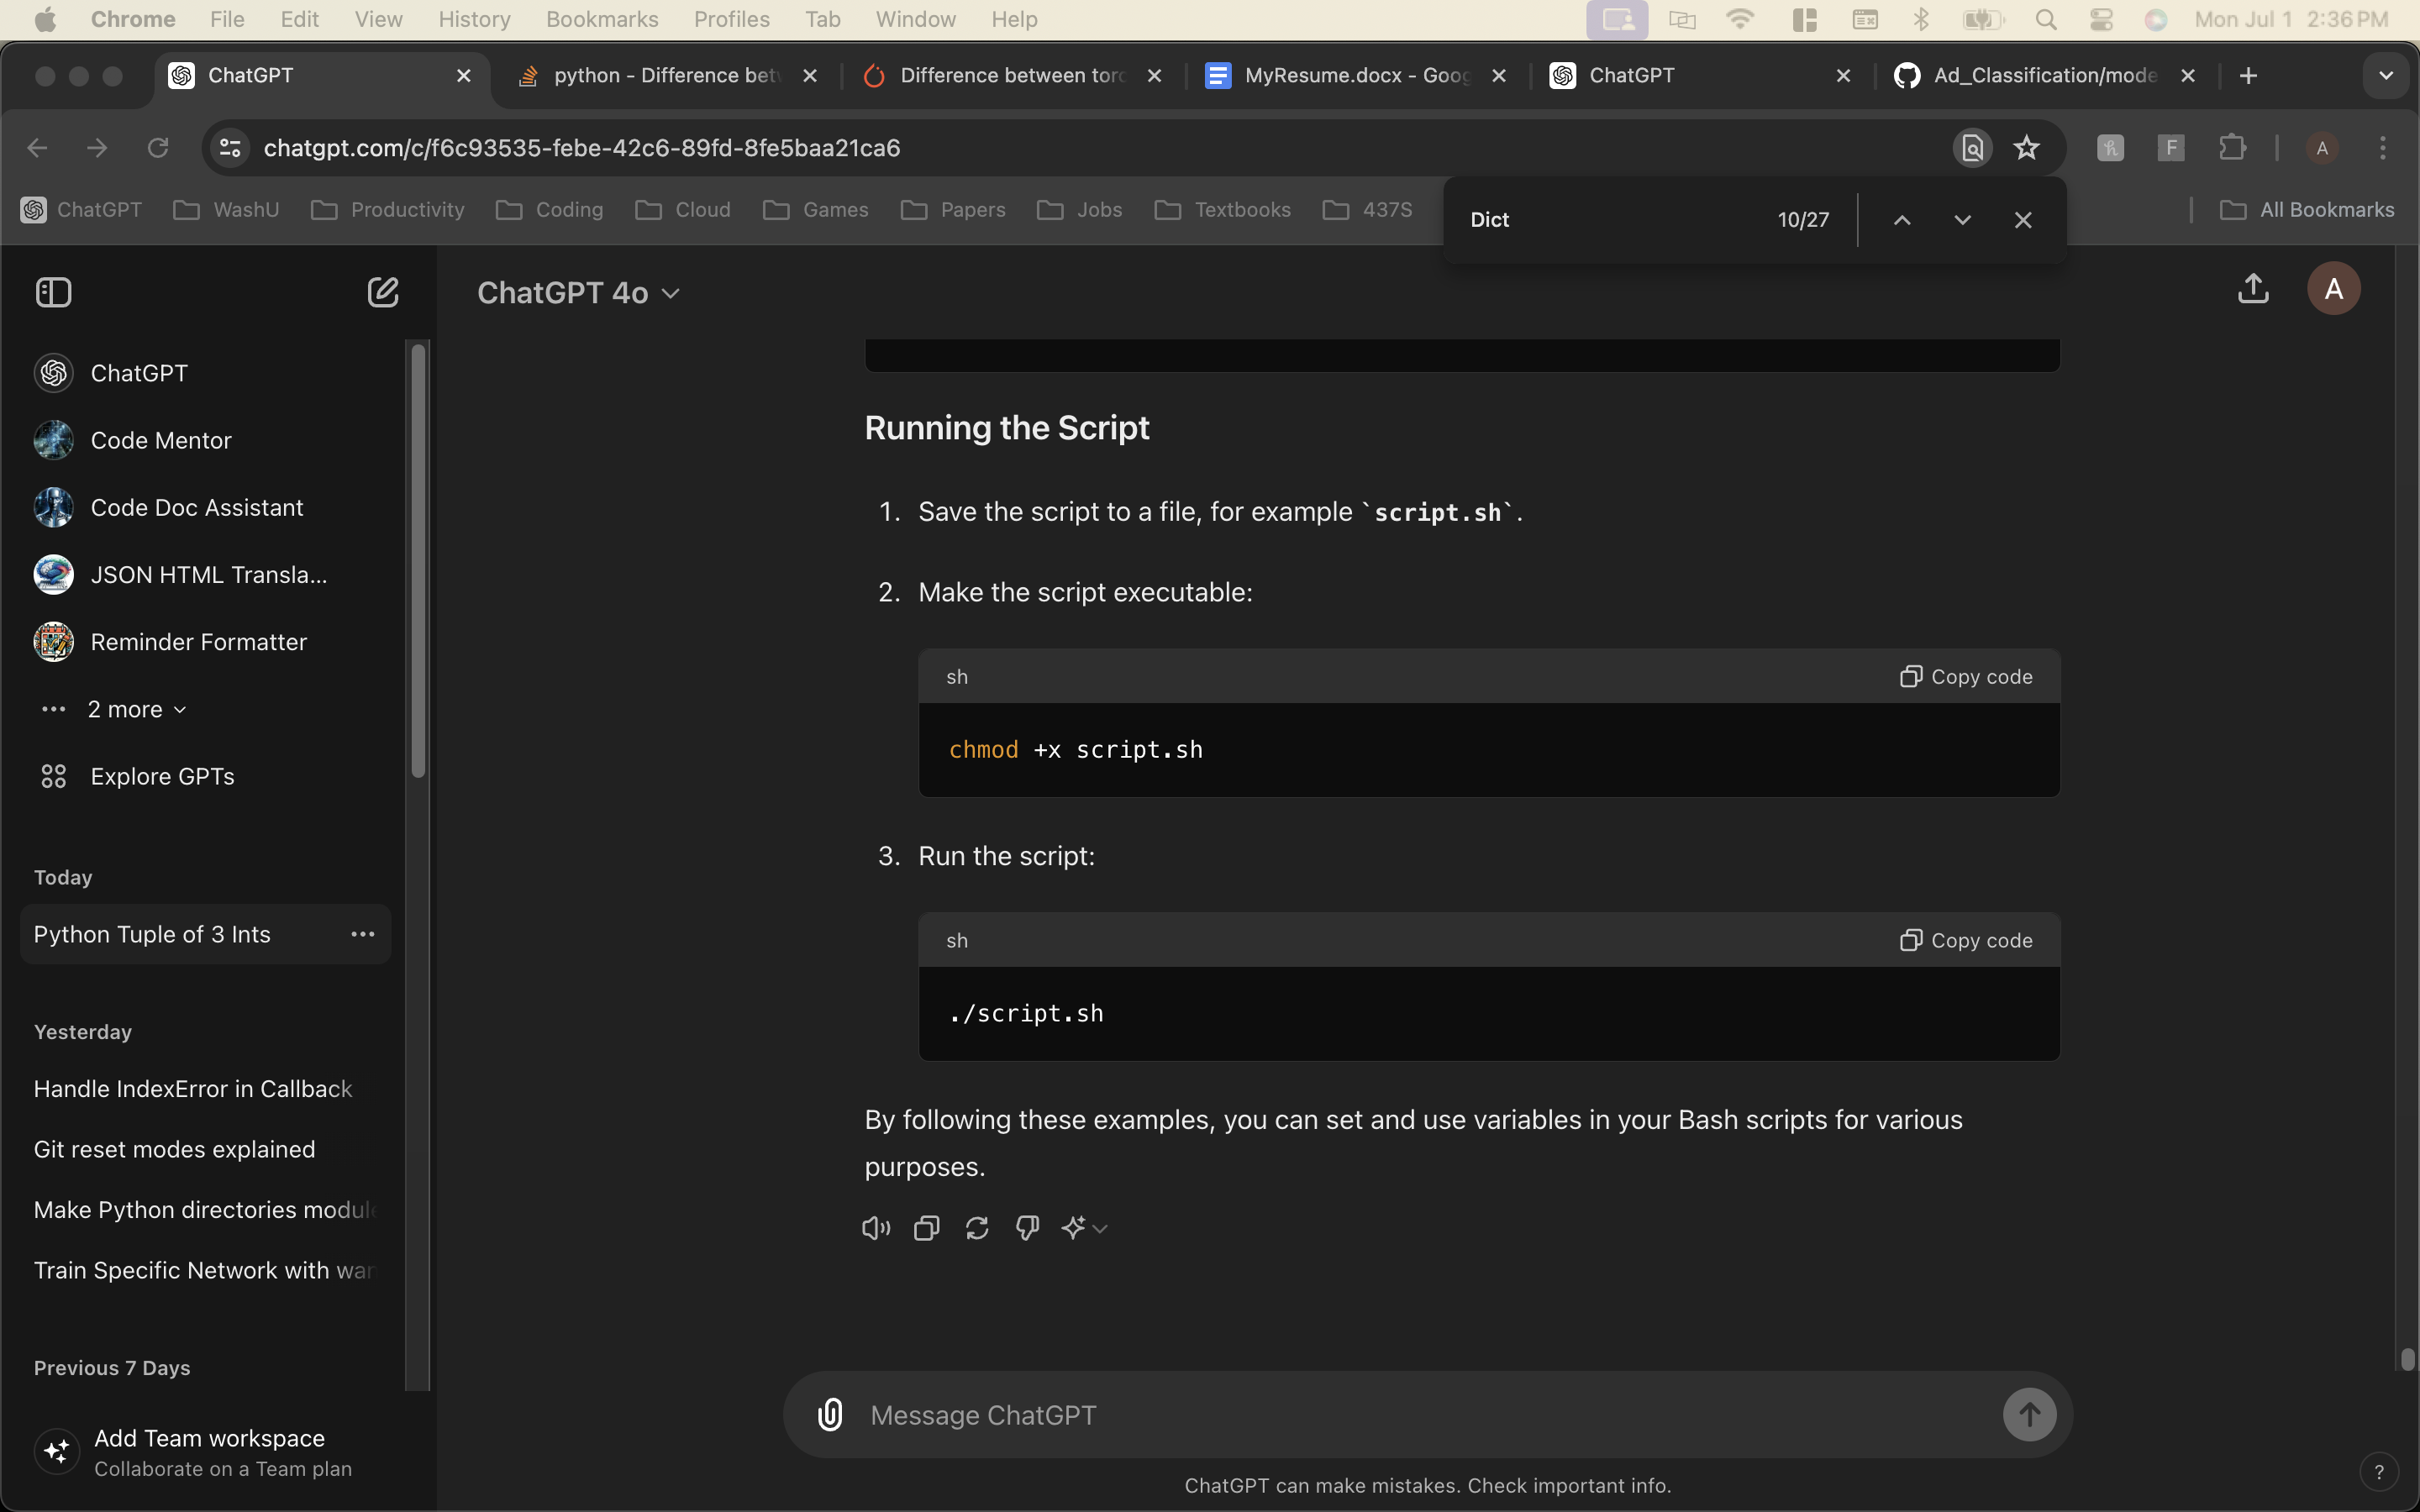 Chrome File Edit View History Bookmarks Profiles Tab Window Help Mon Jul 1 2:36 PM
ChatGPT python - Difference bet Difference between torc MyResume.docx - Goog ChatGPT Ad_Classification/mode
chatgpt.com/c/f6c93535-febe-42c6-89fd-8fe5baa21ca6 F A
ChatGPT WashU Productivity Coding Cloud Games Papers Jobs Textbooks 437S All Bookmarks
Dict 10/27
ChatGPT 4o A
ChatGPT
Code Mentor
Code Doc Assistant
JSON HTML Transla...
Reminder Formatter
2 more
Explore GPTs
Today
Python Tuple of 3 Ints
Yesterday
Handle IndexError in Callback
Git reset modes explained
Make Python directories module
Train Specific Network with wan
Previous 7 Days
Add Team workspace
Collaborate on a Team plan
Running the Script
1. Save the script to a file, for example `script.sh`.
2. Make the script executable:
sh Copy code
chmod +x script.sh
3. Run the script:
sh Copy code
./script.sh
By following these examples, you can set and use variables in your Bash scripts for various
purposes.
Message ChatGPT
ChatGPT can make mistakes. Check important info.
?